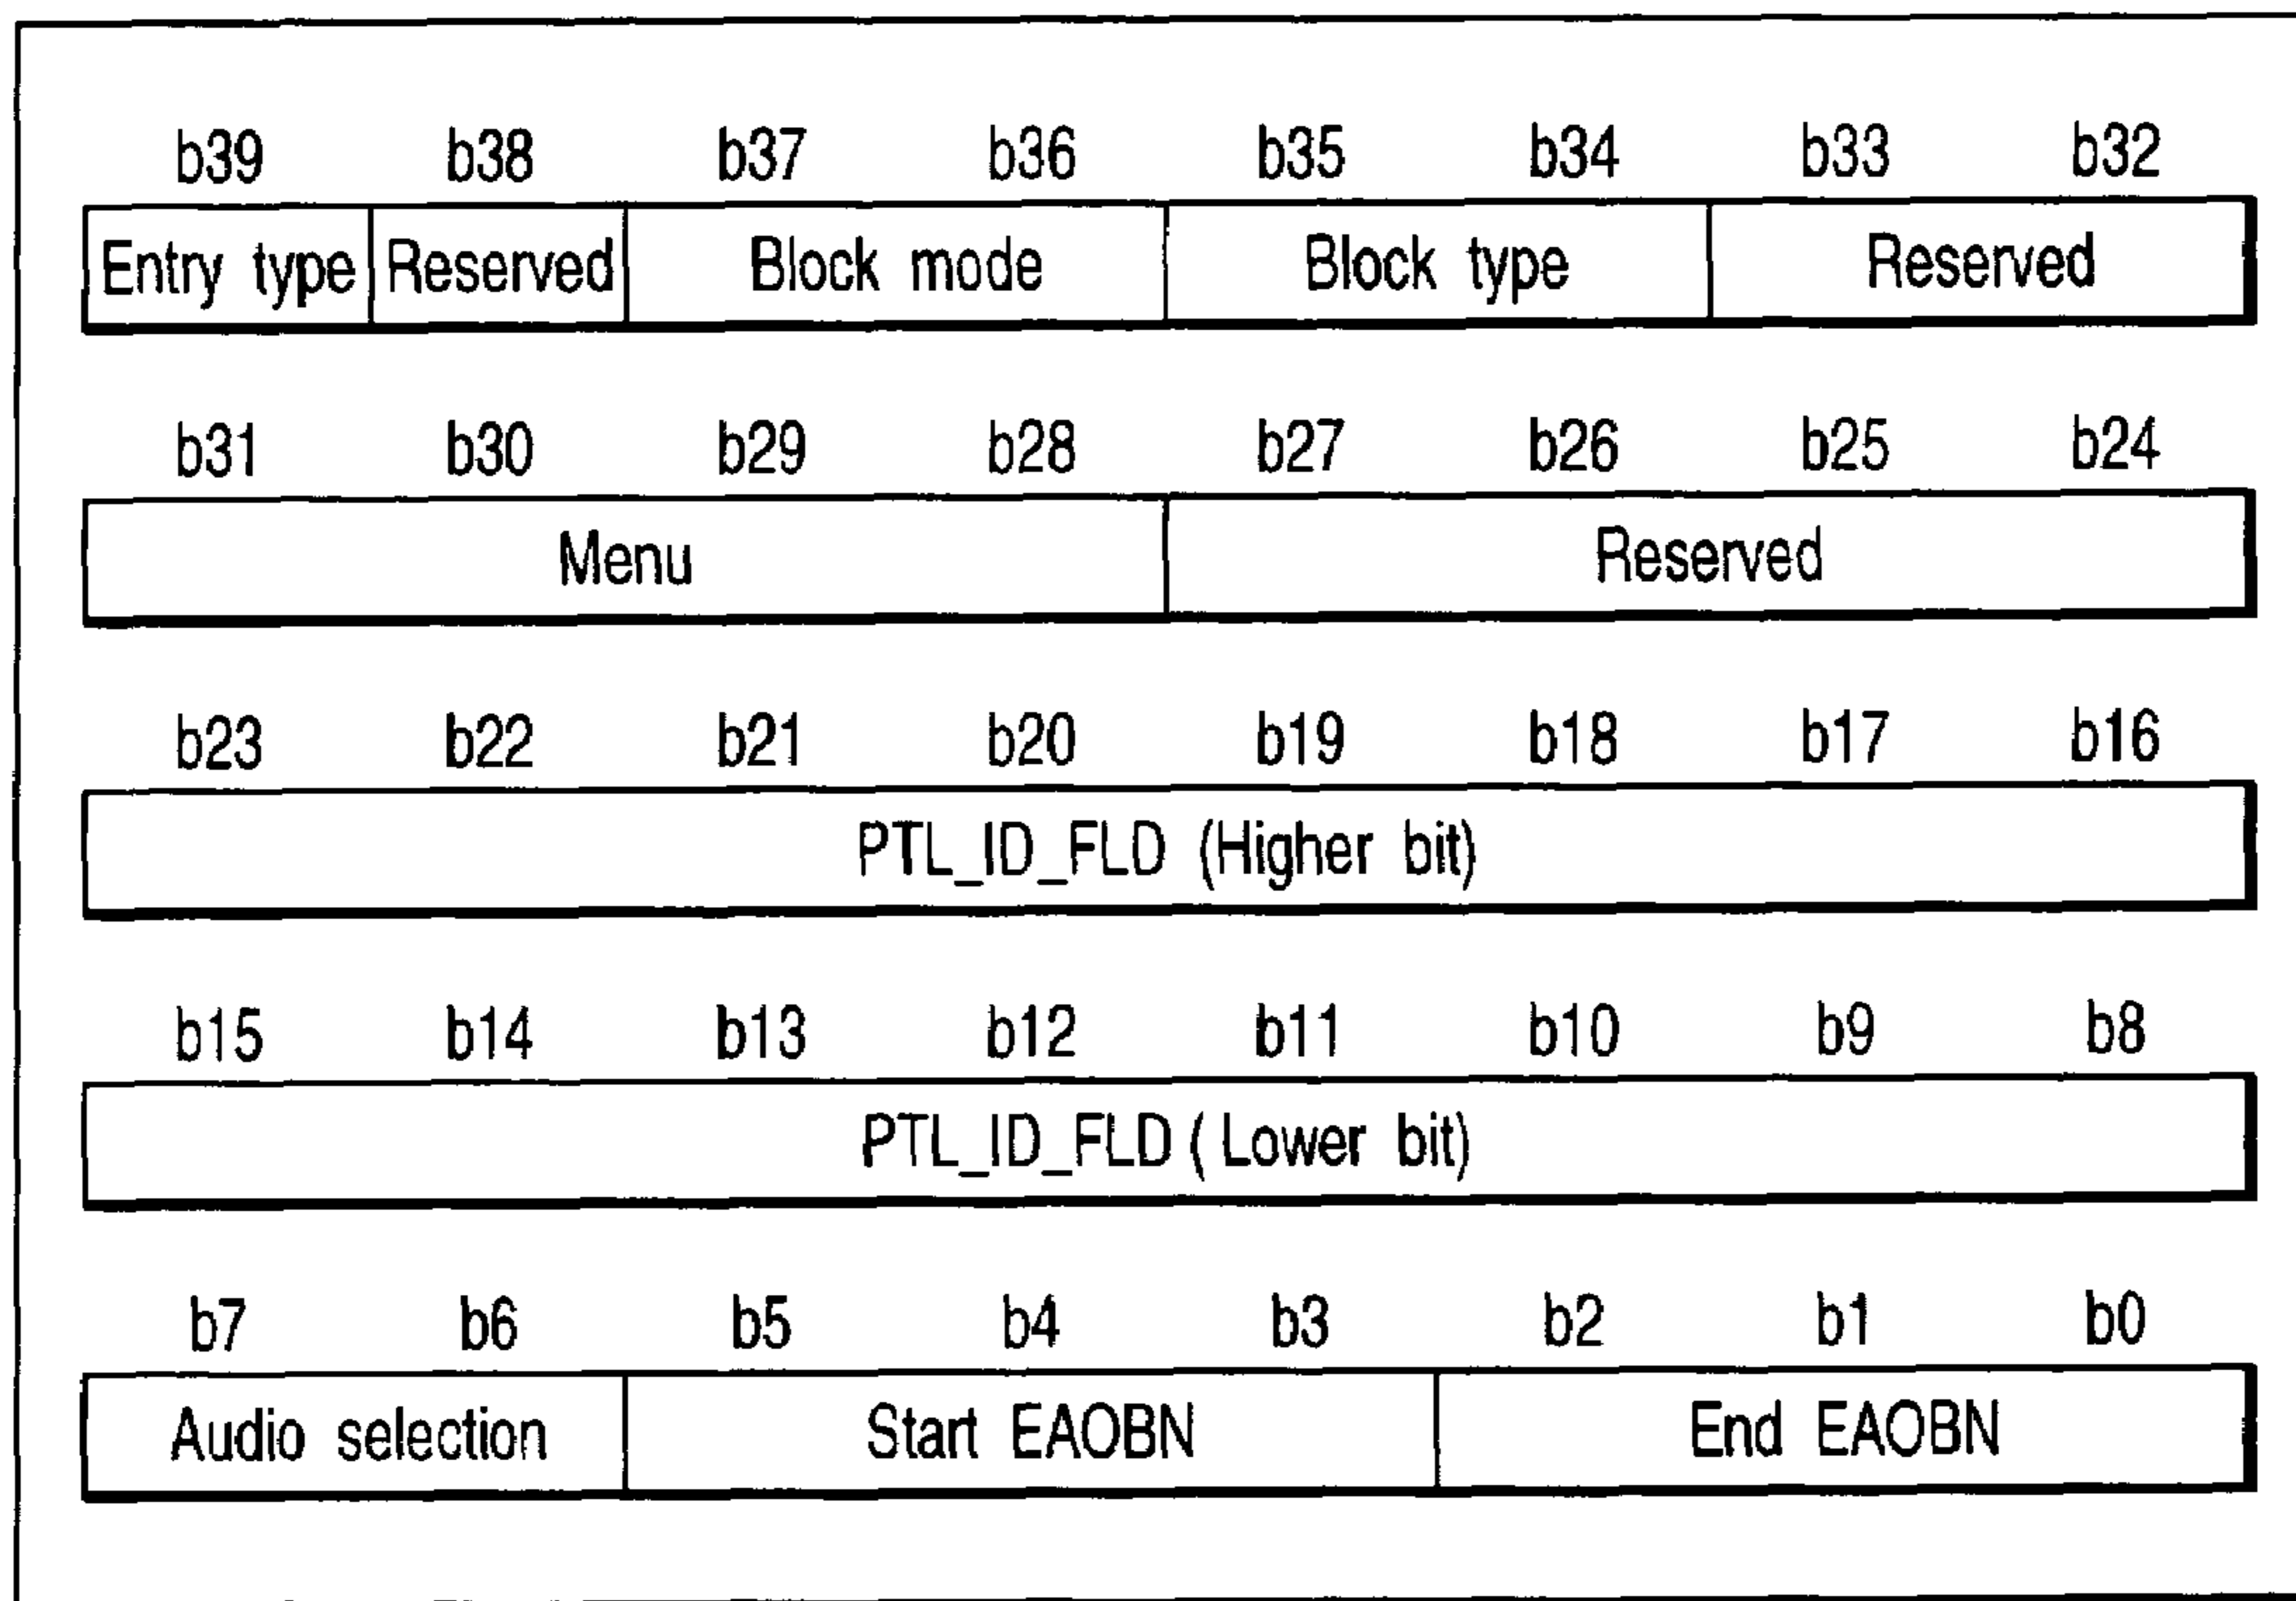 b39 b38 b37 b36 b35 b34 b33 b32
Entry type Reserved Block mode Block type Reserved
b31 b30 b29 b28 b27 b26 b25 b24
Menu Reserved
b23 b22 b21 b20 b19 b18 b17 b16
PTL_ID_FLD (Higher bit)
b15 b14 b13 b12 b11 b10 b9 b8
PTL_ID_FLD ( Lower bit)
b7 b6 b5 b4 b3 b2 b1 b0
Audio selection Start EAOBN End EAOBN